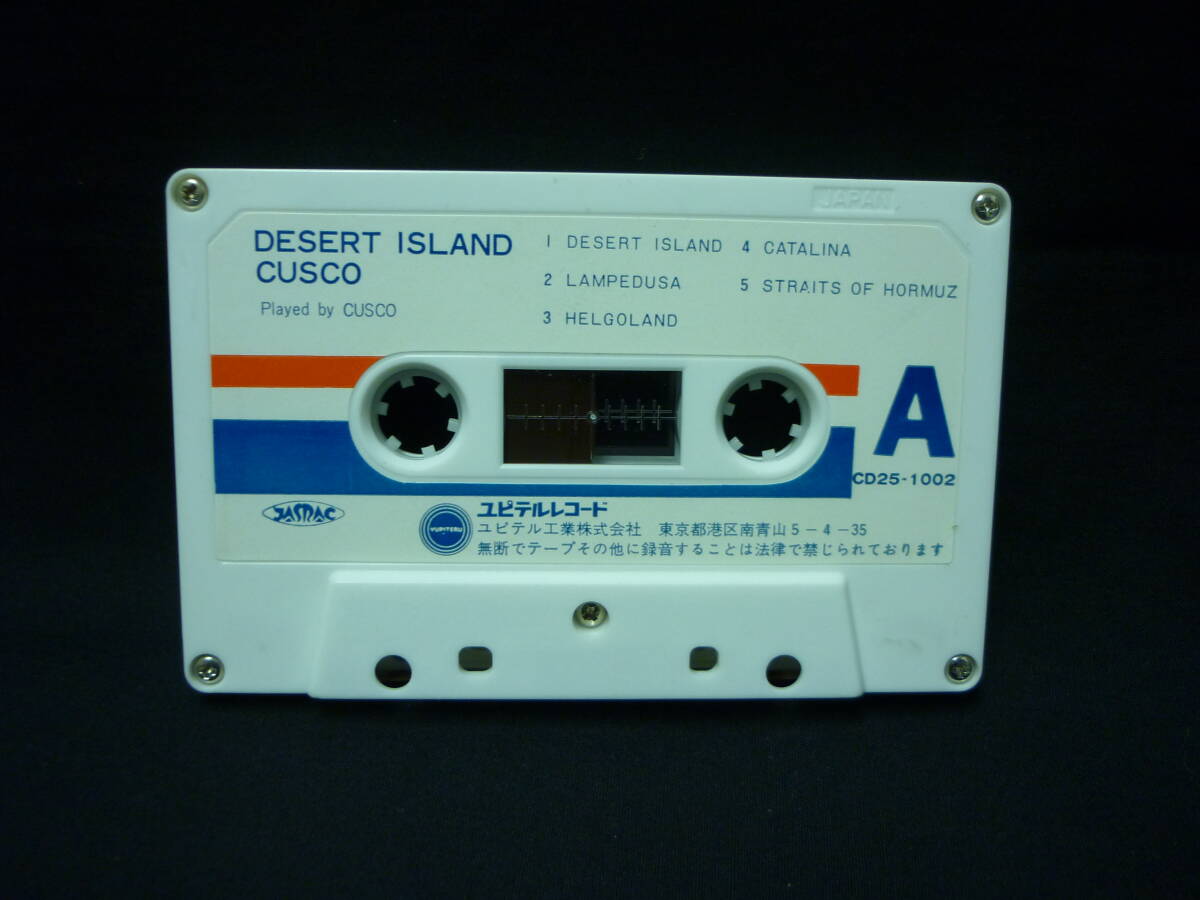 JAPAN
DESERT ISLAND
CUSCO
Played by CUSCO
1 DESERT ISLAND
2 LAMPEDUSA
3 HELGOLAND
4 CATALINA
5 STRAITS OF HORMUZ
A
CD25-1002
JASRAC
YUPITERU
ユピテルレコード
ユピテル工業株式会社 東京都港区南青山5-4-35
無断でテープその他に録音することは法律で禁じられております